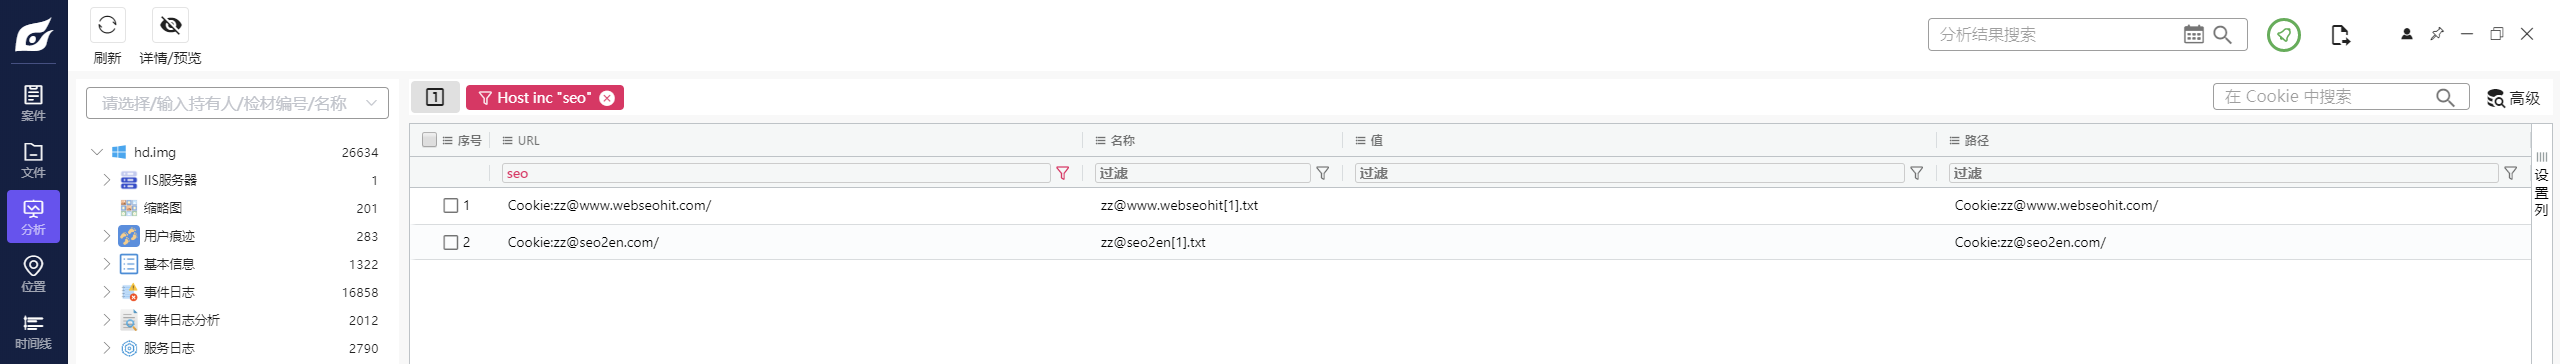 刷新
详情/预览
分析结果搜索
案件
文件
分析
位置
时间线
请选择/输入持有人/检材编号/名称
hd.img 26634
IIS服务器 1
缩略图 201
用户痕迹 283
基本信息 1322
事件日志 16858
事件日志分析 2012
服务日志 2790
1 Host inc "seo"
在 Cookie 中搜索
高级
序号 URL 名称 值 路径
seo 过滤 过滤 过滤
1 Cookie:zz@www.webseohit.com/ zz@www.webseohit[1].txt Cookie:zz@www.webseohit.com/
2 Cookie:zz@seo2en.com/ zz@seo2en[1].txt Cookie:zz@seo2en.com/
设置列